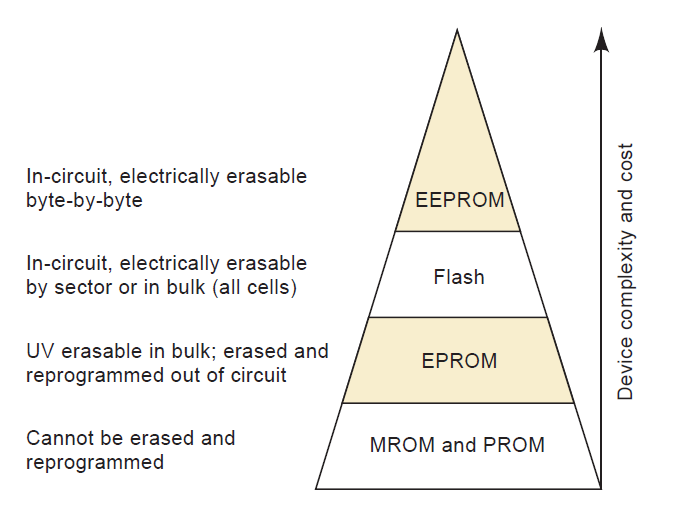 In-circuit, electrically erasable
byte-by-byte
EEPROM
In-circuit, electrically erasable
by sector or in bulk (all cells)
Flash
UV erasable in bulk; erased and
reprogrammed out of circuit
EPROM
Cannot be erased and
reprogrammed
MROM and PROM
Device complexity and cost